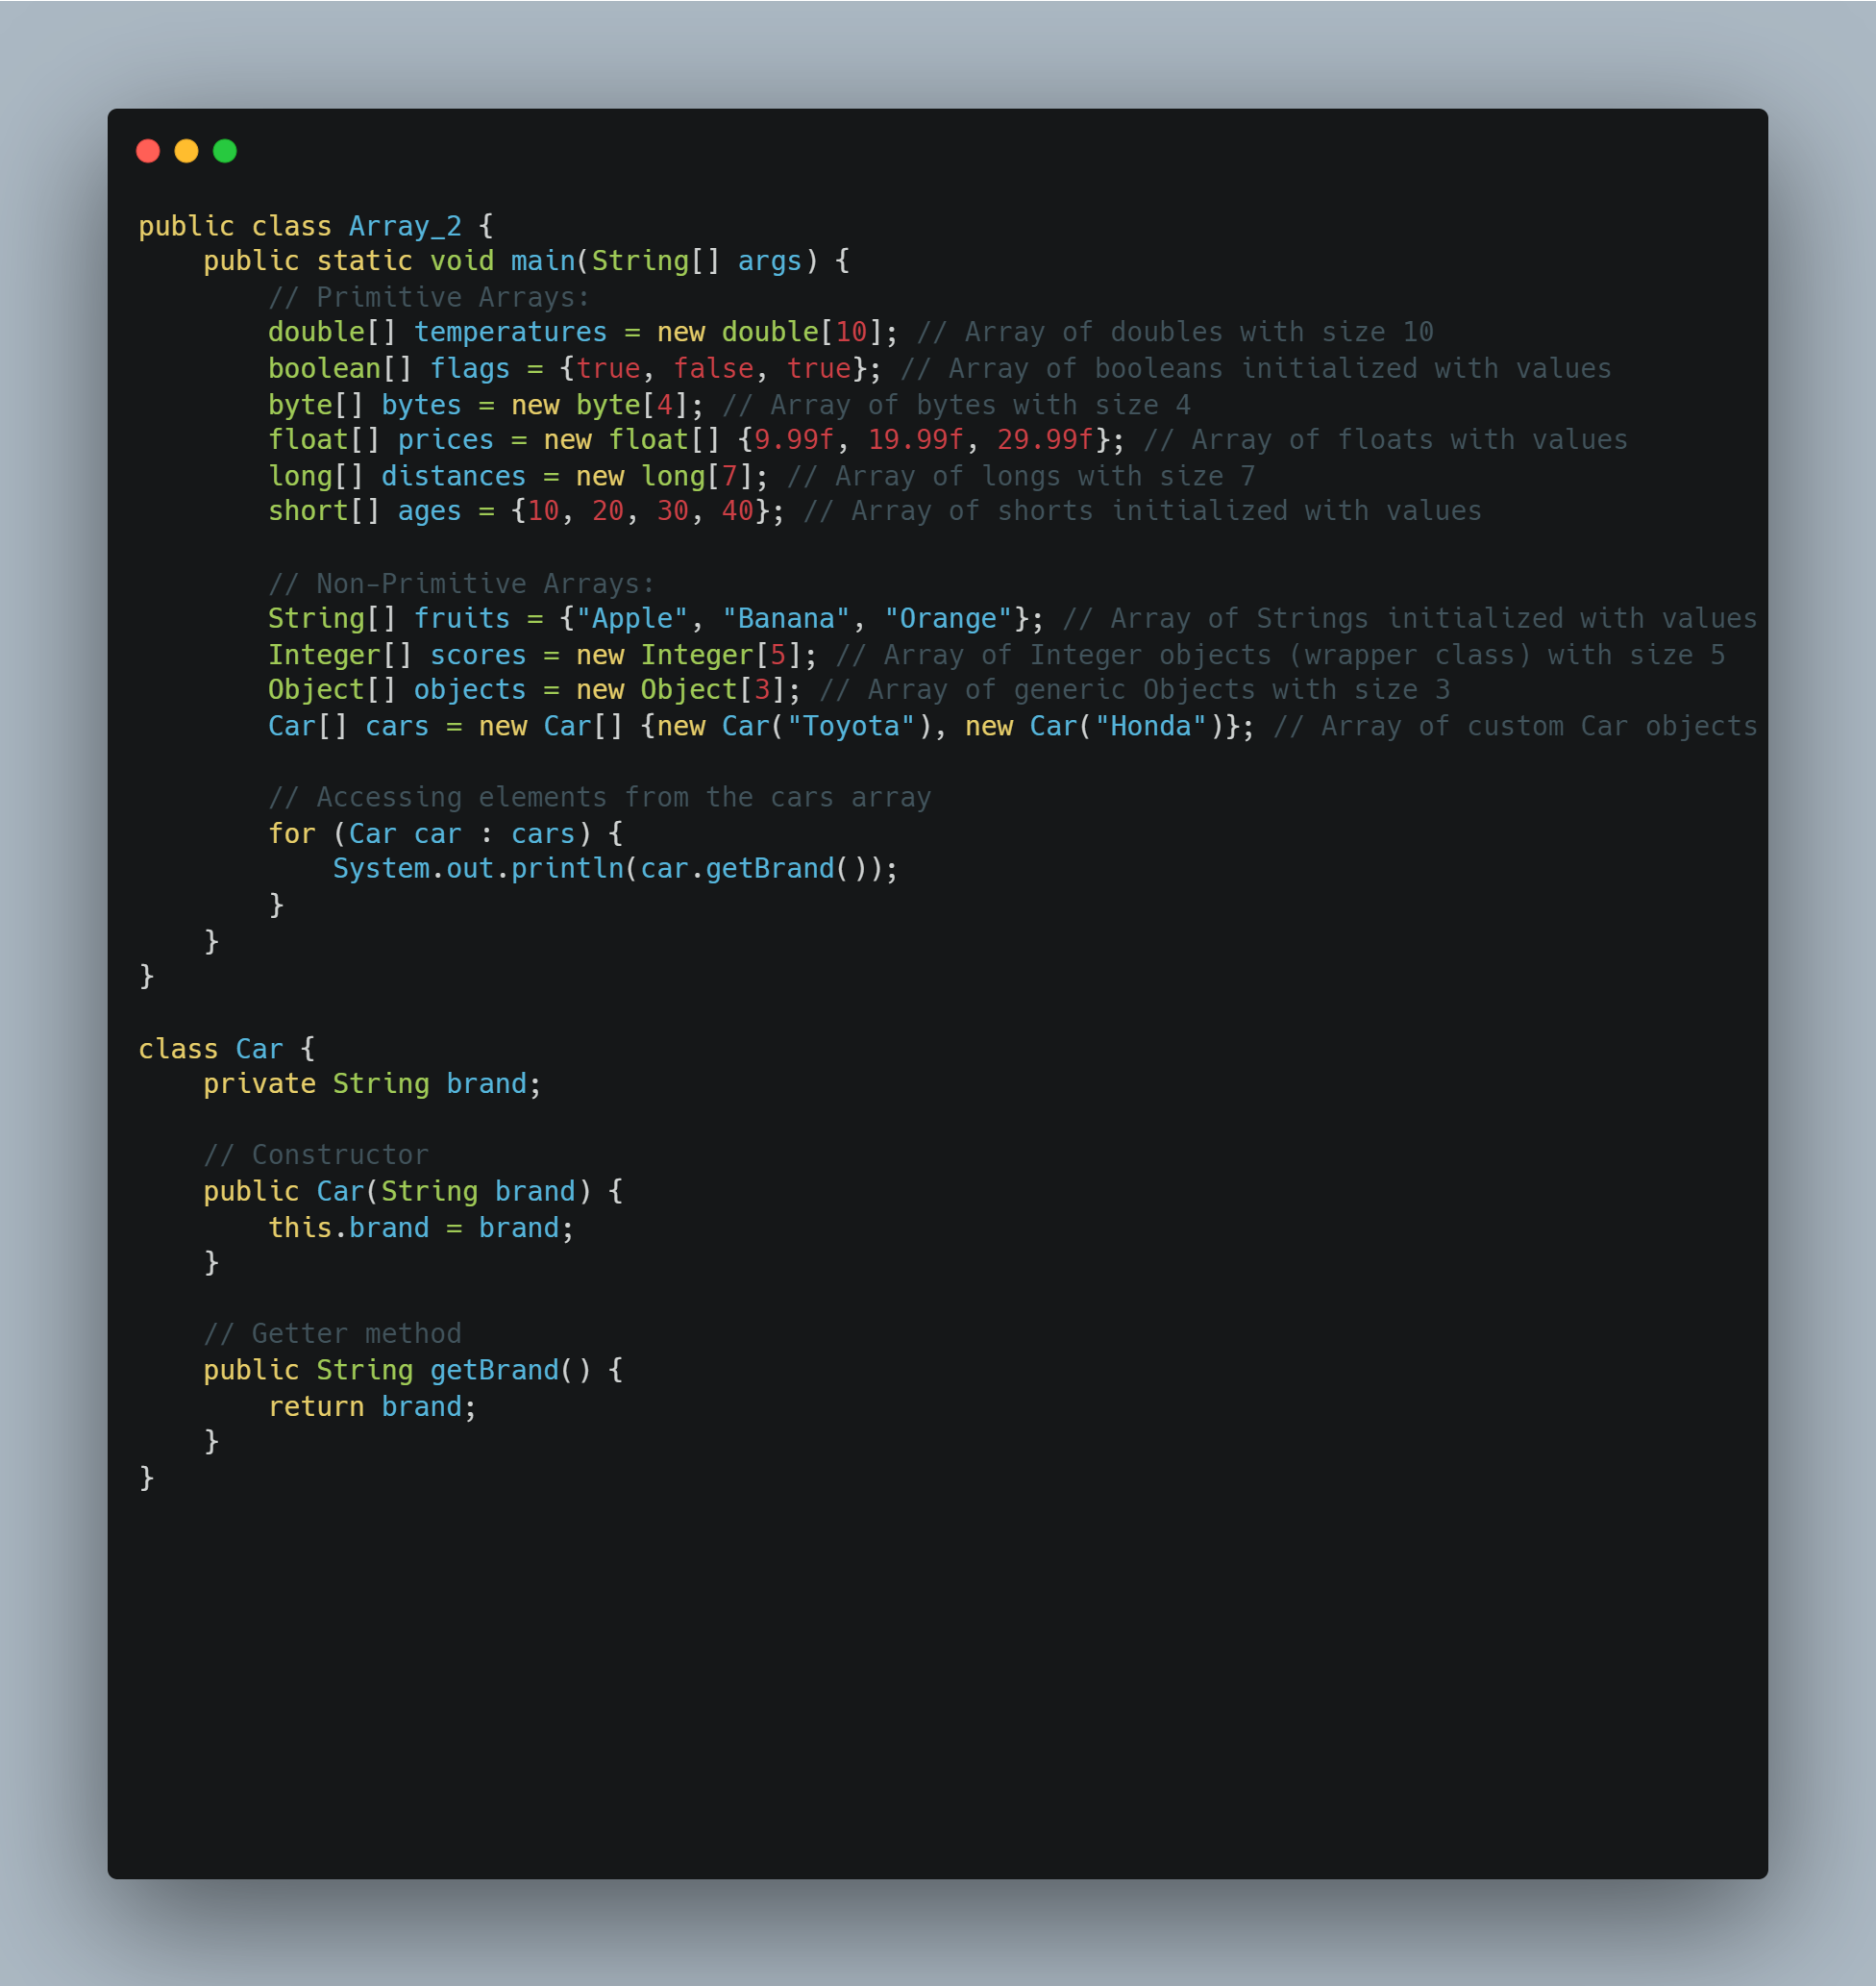 public class Array_2 {
    public static void main(String[] args) {
        // Primitive Arrays:
        double[] temperatures = new double[10]; // Array of doubles with size 10
        boolean[] flags = {true, false, true}; // Array of booleans initialized with values
        byte[] bytes = new byte[4]; // Array of bytes with size 4
        float[] prices = new float[] {9.99f, 19.99f, 29.99f}; // Array of floats with values
        long[] distances = new long[7]; // Array of longs with size 7
        short[] ages = {10, 20, 30, 40}; // Array of shorts initialized with values

        // Non-Primitive Arrays:
        String[] fruits = {"Apple", "Banana", "Orange"}; // Array of Strings initialized with values
        Integer[] scores = new Integer[5]; // Array of Integer objects (wrapper class) with size 5
        Object[] objects = new Object[3]; // Array of generic Objects with size 3
        Car[] cars = new Car[] {new Car("Toyota"), new Car("Honda")}; // Array of custom Car objects

        // Accessing elements from the cars array
        for (Car car : cars) {
            System.out.println(car.getBrand());
        }
    }
}

class Car {
    private String brand;

    // Constructor
    public Car(String brand) {
        this.brand = brand;
    }

    // Getter method
    public String getBrand() {
        return brand;
    }
}